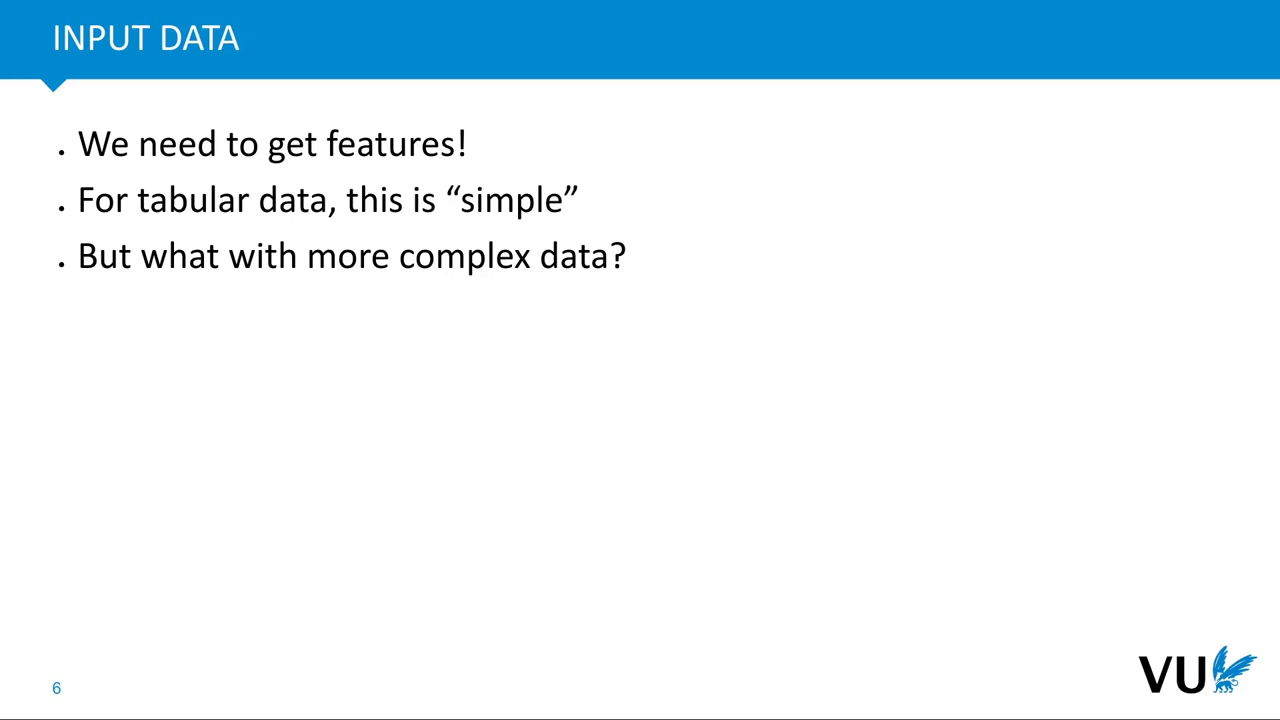 INPUT DATA
. We need to get features!
. For tabular data, this is “simple”
. But what with more complex data?
6
VU